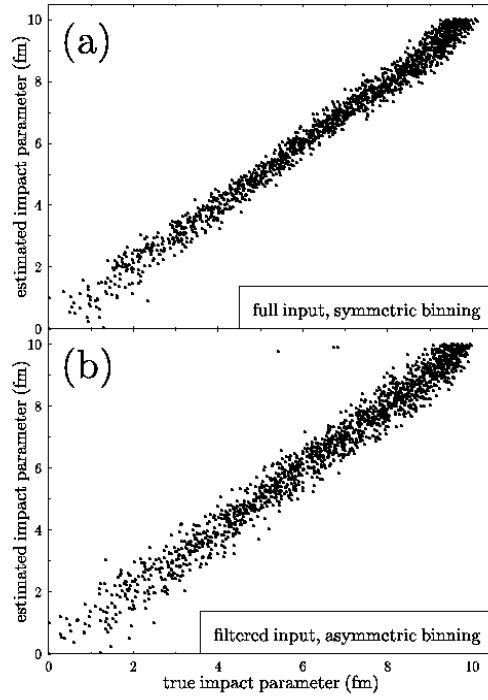 (a)
estimated impact parameter (fm)
10
8
6
4
2
0
full input, symmetric binning
(b)
estimated impact parameter (fm)
10
8
6
4
2
0
filtered input, asymmetric binning
0 2 4 6 8 10
true impact parameter (fm)